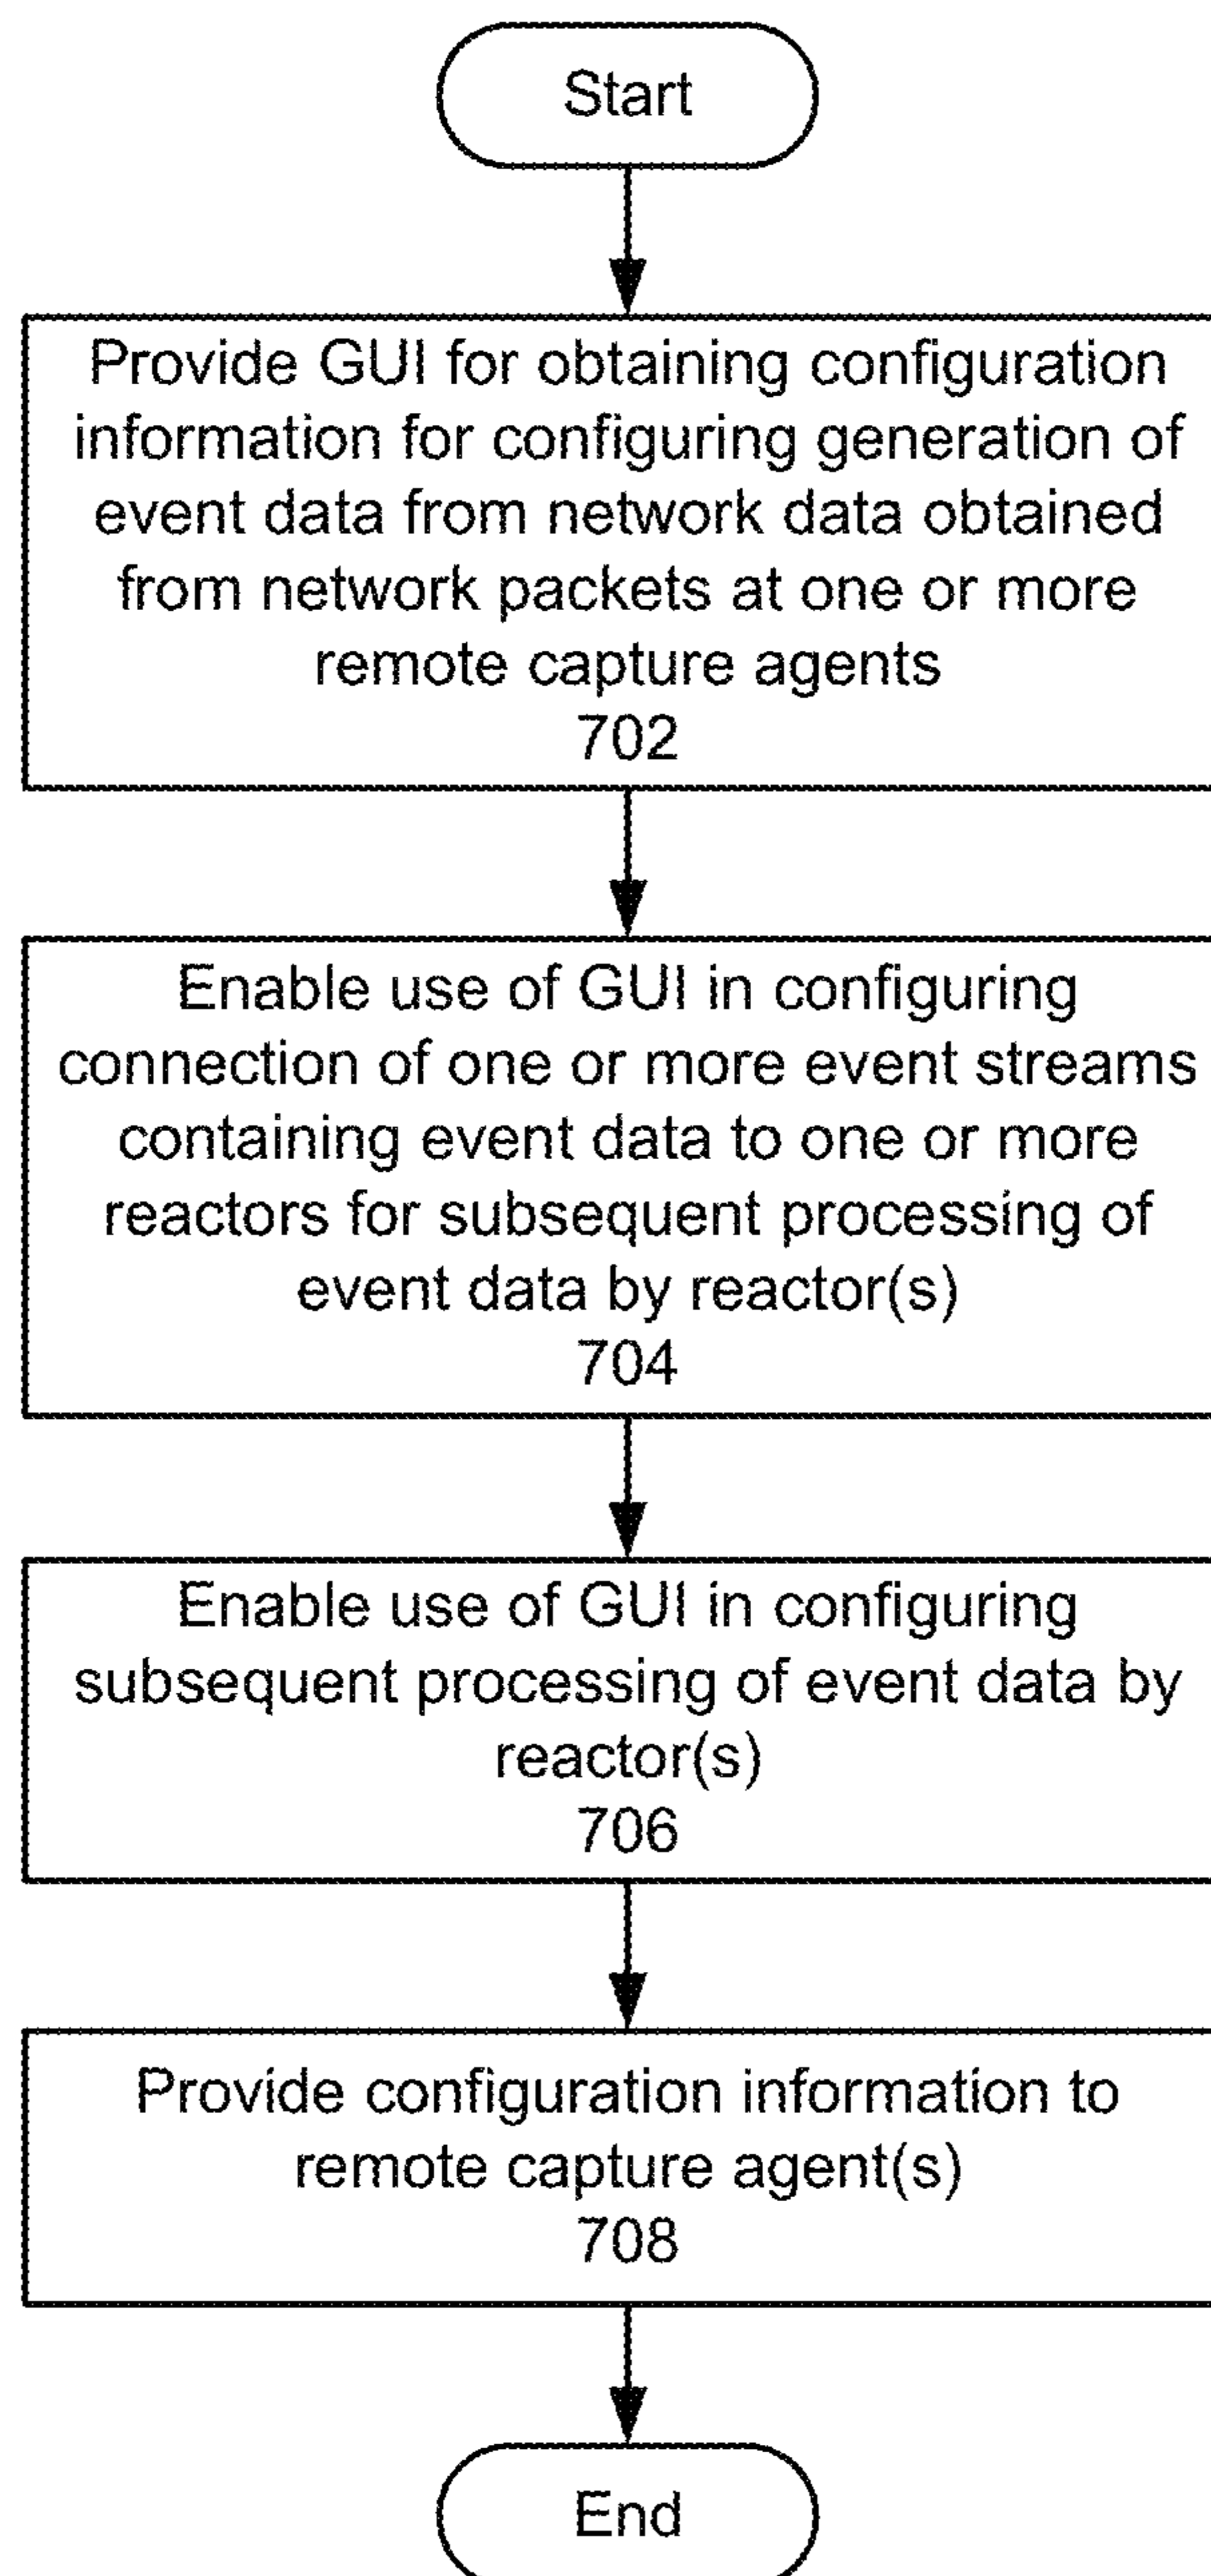 Start
Provide GUI for obtaining configuration
information for configuring generation of
event data from network data obtained
from network packets at one or more
remote capture agents
702
Enable use of GUI in configuring
connection of one or more event streams
containing event data to one or more
reactors for subsequent processing of
event data by reactor(s)
704
Enable use of GUI in configuring
subsequent processing of event data by
reactor(s)
706
Provide configuration information to
remote capture agent(s)
708
End